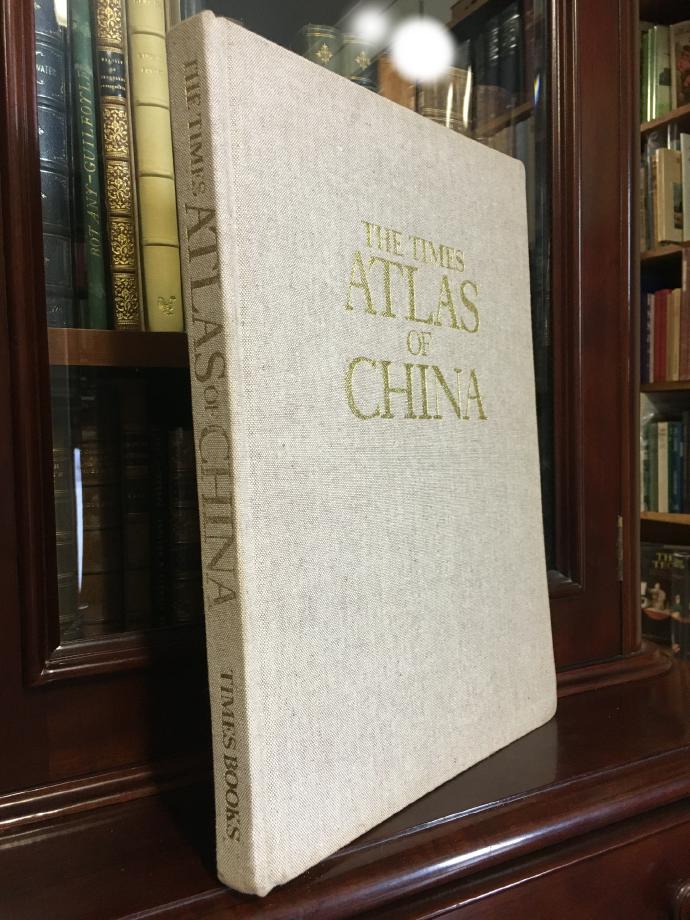 THE TIMES
ATLAS
OF
CHINA
THE TIMES ATLAS OF CHINA
TIMES BOOKS
BOTANY - GUILFOYLE